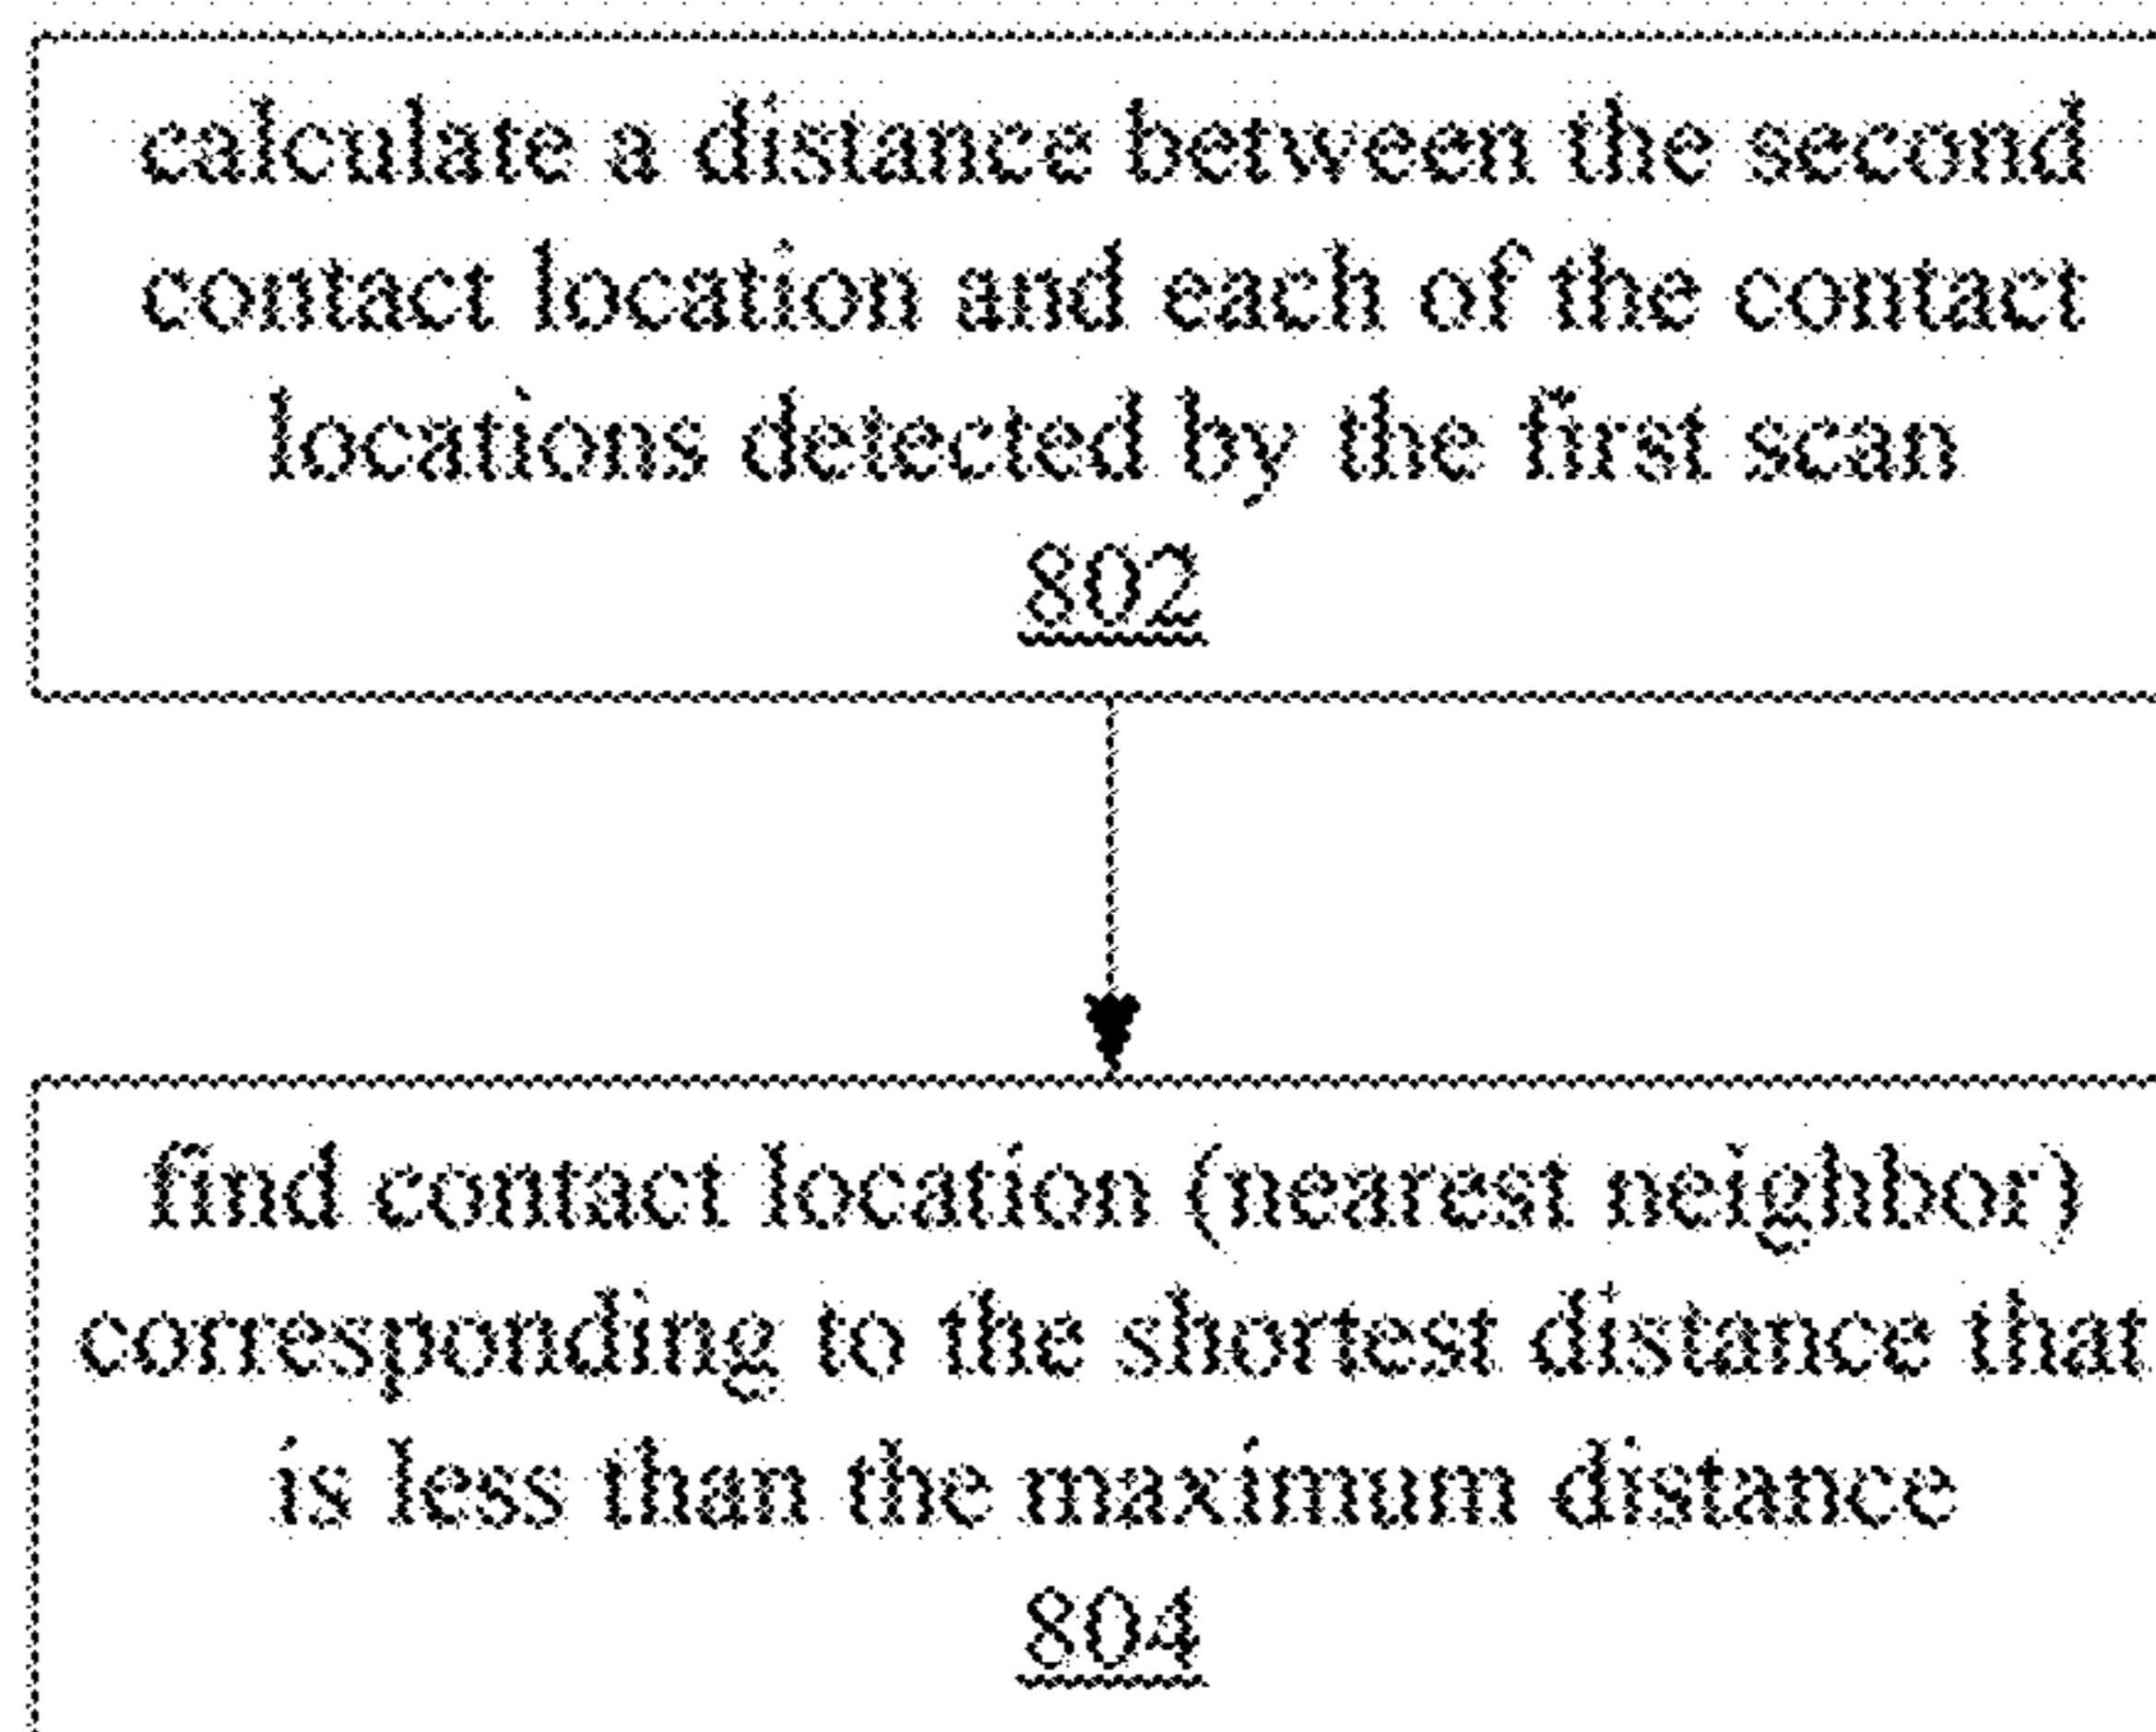 calculate a distance between the second
contact location and each of the contact
locations detected by the first scan
802
find contact location (nearest neighbor)
corresponding to the shortest distance that
is less than the maximum distance
804